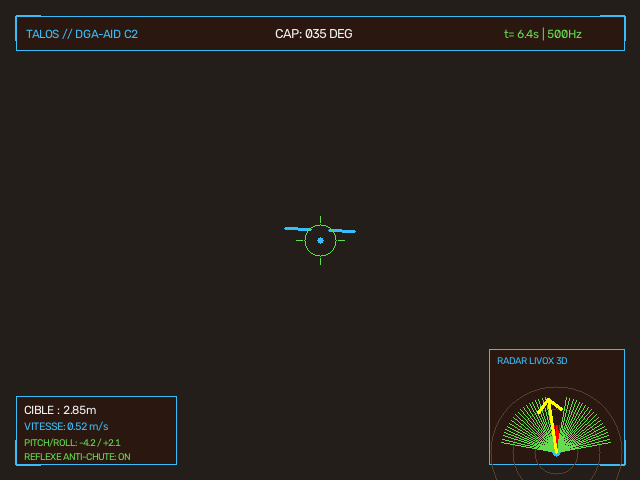 TALOS // DGA-AID C2
CAP: 035 DEG
t= 6.4s | 500Hz
RADAR LIVOX 3D
CIBLE : 2.85m
VITESSE: 0.52 m/s
PITCH/ROLL: -4.2 / +2.1
REFLEXE ANTI-CHUTE: ON